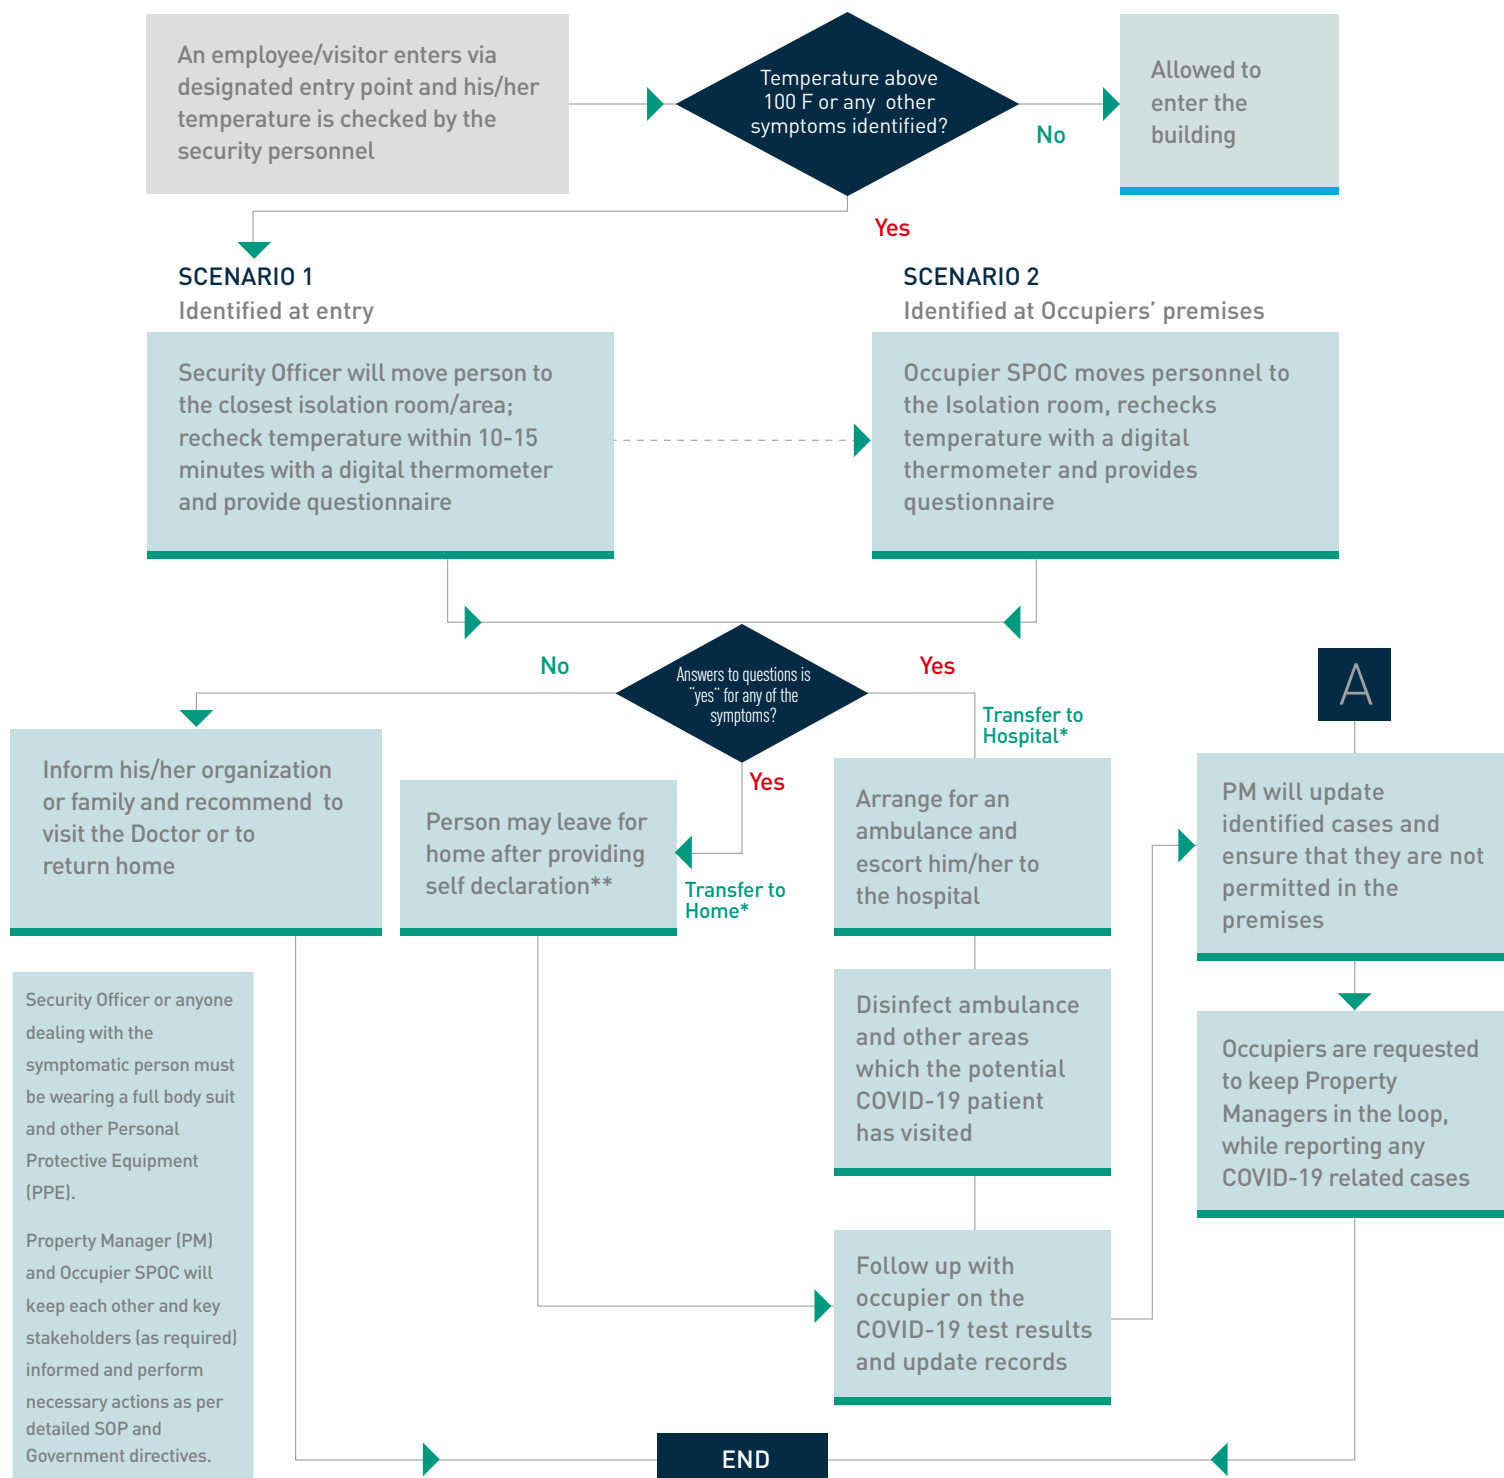 An employee/visitor enters via
designated entry point and his/her
temperature is checked by the
security personnel
Temperature above
100 F or any other
symptoms identified?
No
Allowed to
enter the
building
Yes
SCENARIO 1
Identified at entry
Security Officer will move person to
the closest isolation room/area;
recheck temperature within 10-15
minutes with a digital thermometer
and provide questionnaire
SCENARIO 2
Identified at Occupiers’ premises
Occupier SPOC moves personnel to
the Isolation room, rechecks
temperature with a digital
thermometer and provides
questionnaire
No
Answers to questions is
"yes" for any of the
symptoms?
Yes
Transfer to
Hospital*
Yes
Transfer to
Home*
Inform his/her organization
or family and recommend to
visit the Doctor or to
return home
Person may leave for
home after providing
self declaration**
Arrange for an
ambulance and
escort him/her to
the hospital
Disinfect ambulance
and other areas
which the potential
COVID-19 patient
has visited
Follow up with
occupier on the
COVID-19 test results
and update records
A
PM will update
identified cases and
ensure that they are not
permitted in the
premises
Occupiers are requested
to keep Property
Managers in the loop,
while reporting any
COVID-19 related cases
Security Officer or anyone
dealing with the
symptomatic person must
be wearing a full body suit
and other Personal
Protective Equipment
(PPE).
Property Manager (PM)
and Occupier SPOC will
keep each other and key
stakeholders (as required)
informed and perform
necessary actions as per
detailed SOP and
Government directives.
END